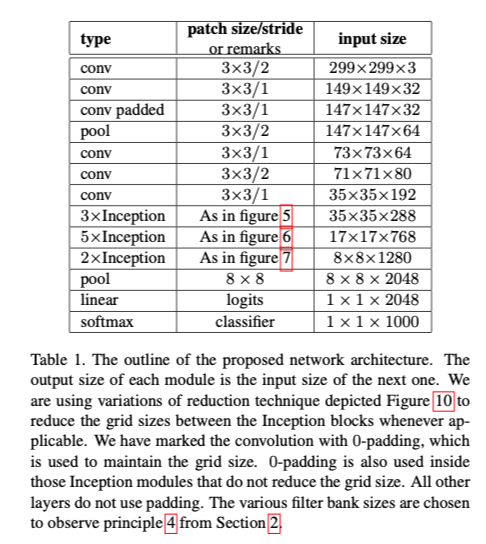 type patch size/stride or remarks input size
conv 3×3/2 299×299×3
conv 3×3/1 149×149×32
conv padded 3×3/1 147×147×32
pool 3×3/2 147×147×64
conv 3×3/1 73×73×64
conv 3×3/2 71×71×80
conv 3×3/1 35×35×192
3×Inception As in figure 5 35×35×288
5×Inception As in figure 6 17×17×768
2×Inception As in figure 7 8×8×1280
pool 8 × 8 8 × 8 × 2048
linear logits 1 × 1 × 2048
softmax classifier 1 × 1 × 1000
Table 1. The outline of the proposed network architecture. The
output size of each module is the input size of the next one. We
are using variations of reduction technique depicted Figure 10 to
reduce the grid sizes between the Inception blocks whenever ap-
plicable. We have marked the convolution with 0-padding, which
is used to maintain the grid size. 0-padding is also used inside
those Inception modules that do not reduce the grid size. All other
layers do not use padding. The various filter bank sizes are chosen
to observe principle 4 from Section 2.